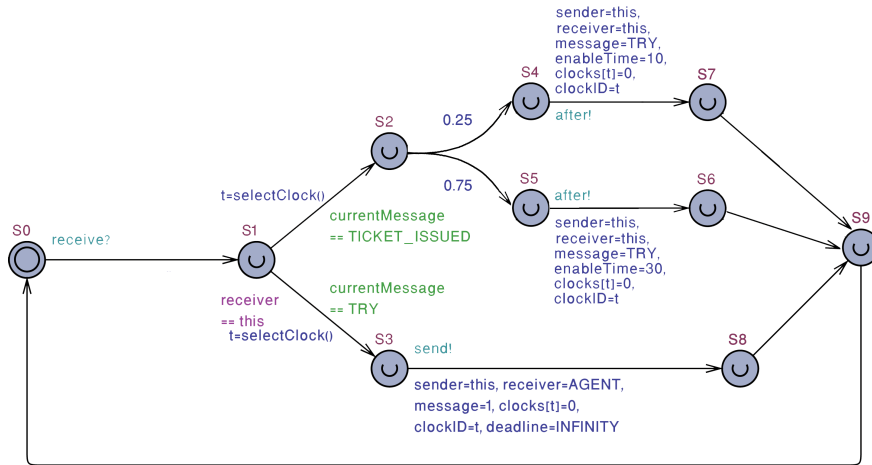 sender=this,
receiver=this,
message=TRY,
enableTime=10,
clocks[t]=0,
clockID=t
S4
S7
after!
S2
0.25
0.75
S5
after!
S6
t=selectClock()
currentMessage
== TICKET_ISSUED
sender=this,
receiver=this,
message=TRY,
enableTime=30,
clocks[t]=0,
clockID=t
S9
S0
receive?
S1
receiver
== this
currentMessage
== TRY
t=selectClock()
S3
send!
S8
sender=this, receiver=AGENT,
message=1, clocks[t]=0,
clockID=t, deadline=INFINITY